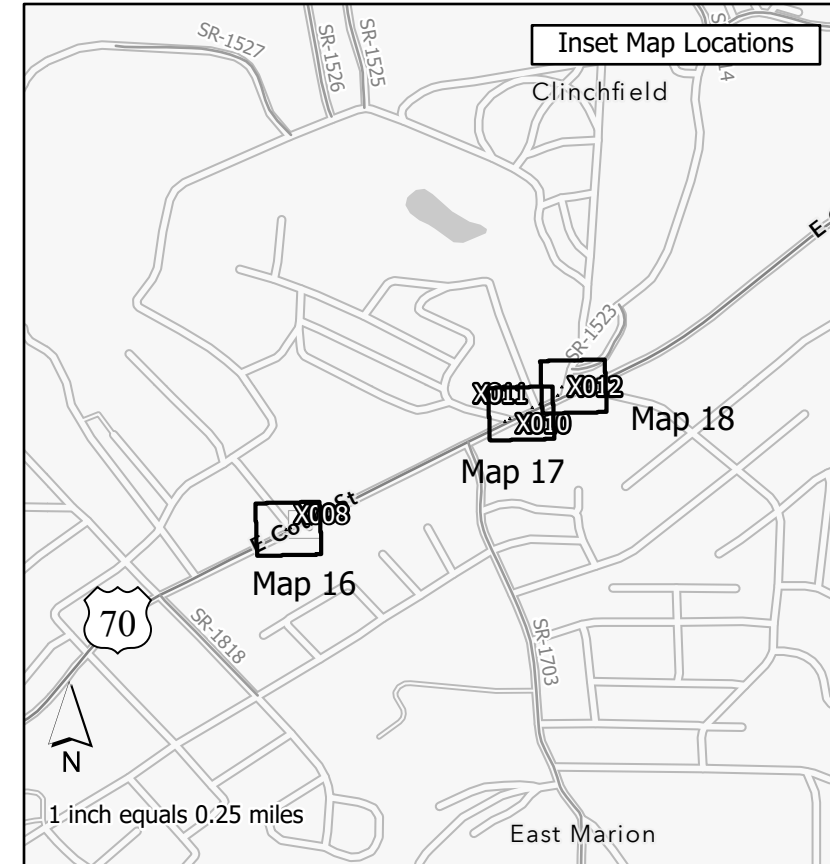 SR-1527
SR-1526
SR-1525
Inset Map Locations
Clinchfield
SR-1523
X011
X012
X010
Map 18
Map 17
X008
Map 16
70
SR-1818
SR-1703
N
1 inch equals 0.25 miles
East Marion